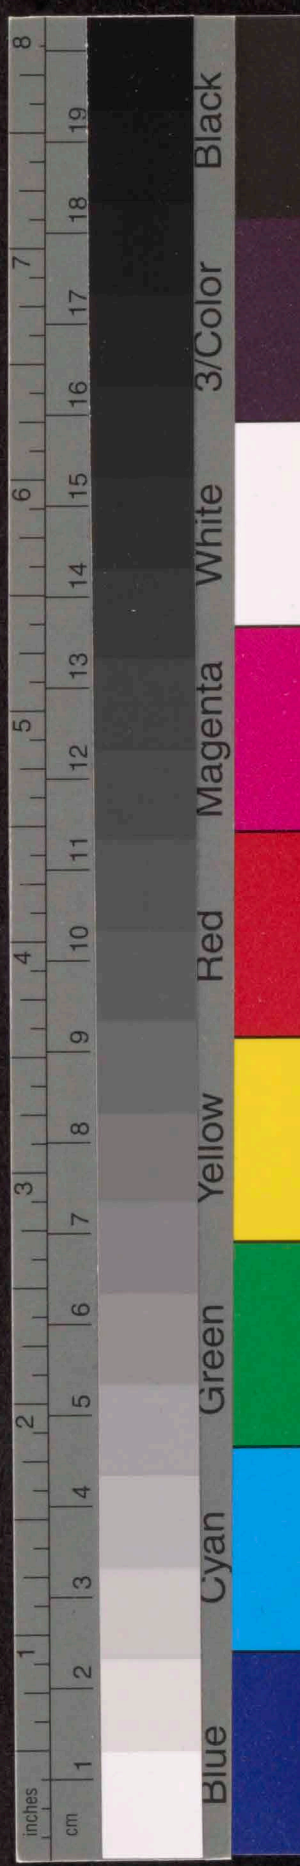 inches 1 2 3 4 5 6 7 8
cm 1 2 3 4 5 6 7 8 9 10 11 12 13 14 15 16 17 18 19
Blue Cyan Green Yellow Red Magenta White 3/Color Black